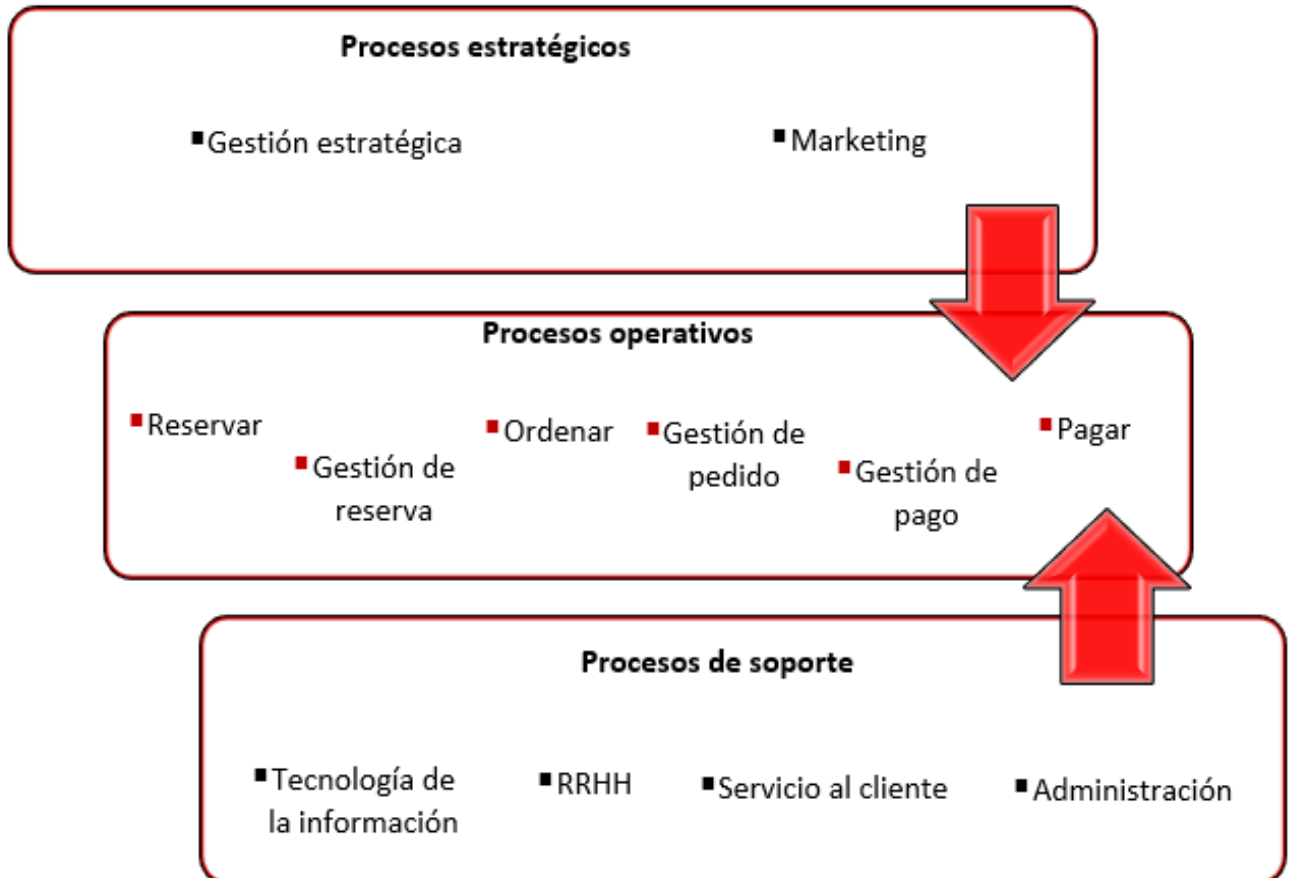 Procesos estratégicos
▪Gestión estratégica
▪Marketing
Procesos operativos
▪Reservar
▪Gestión de
reserva
▪Ordenar
▪Gestión de
pedido
▪Gestión de
pago
▪Pagar
Procesos de soporte
▪Tecnología de
la información
▪RRHH
▪Servicio al cliente
▪Administración